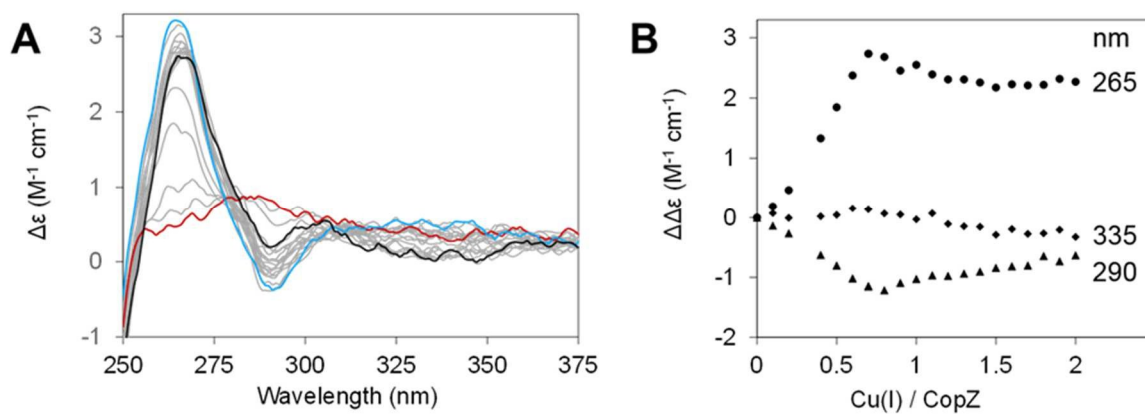 A
Δε (M⁻¹ cm⁻¹)
3
2
1
0
-1
250 275 300 325 350 375
Wavelength (nm)
B
ΔΔε (M⁻¹ cm⁻¹)
3
2
1
0
-1
-2
nm
265
335
290
0 0.5 1 1.5 2
Cu(I) / CopZ